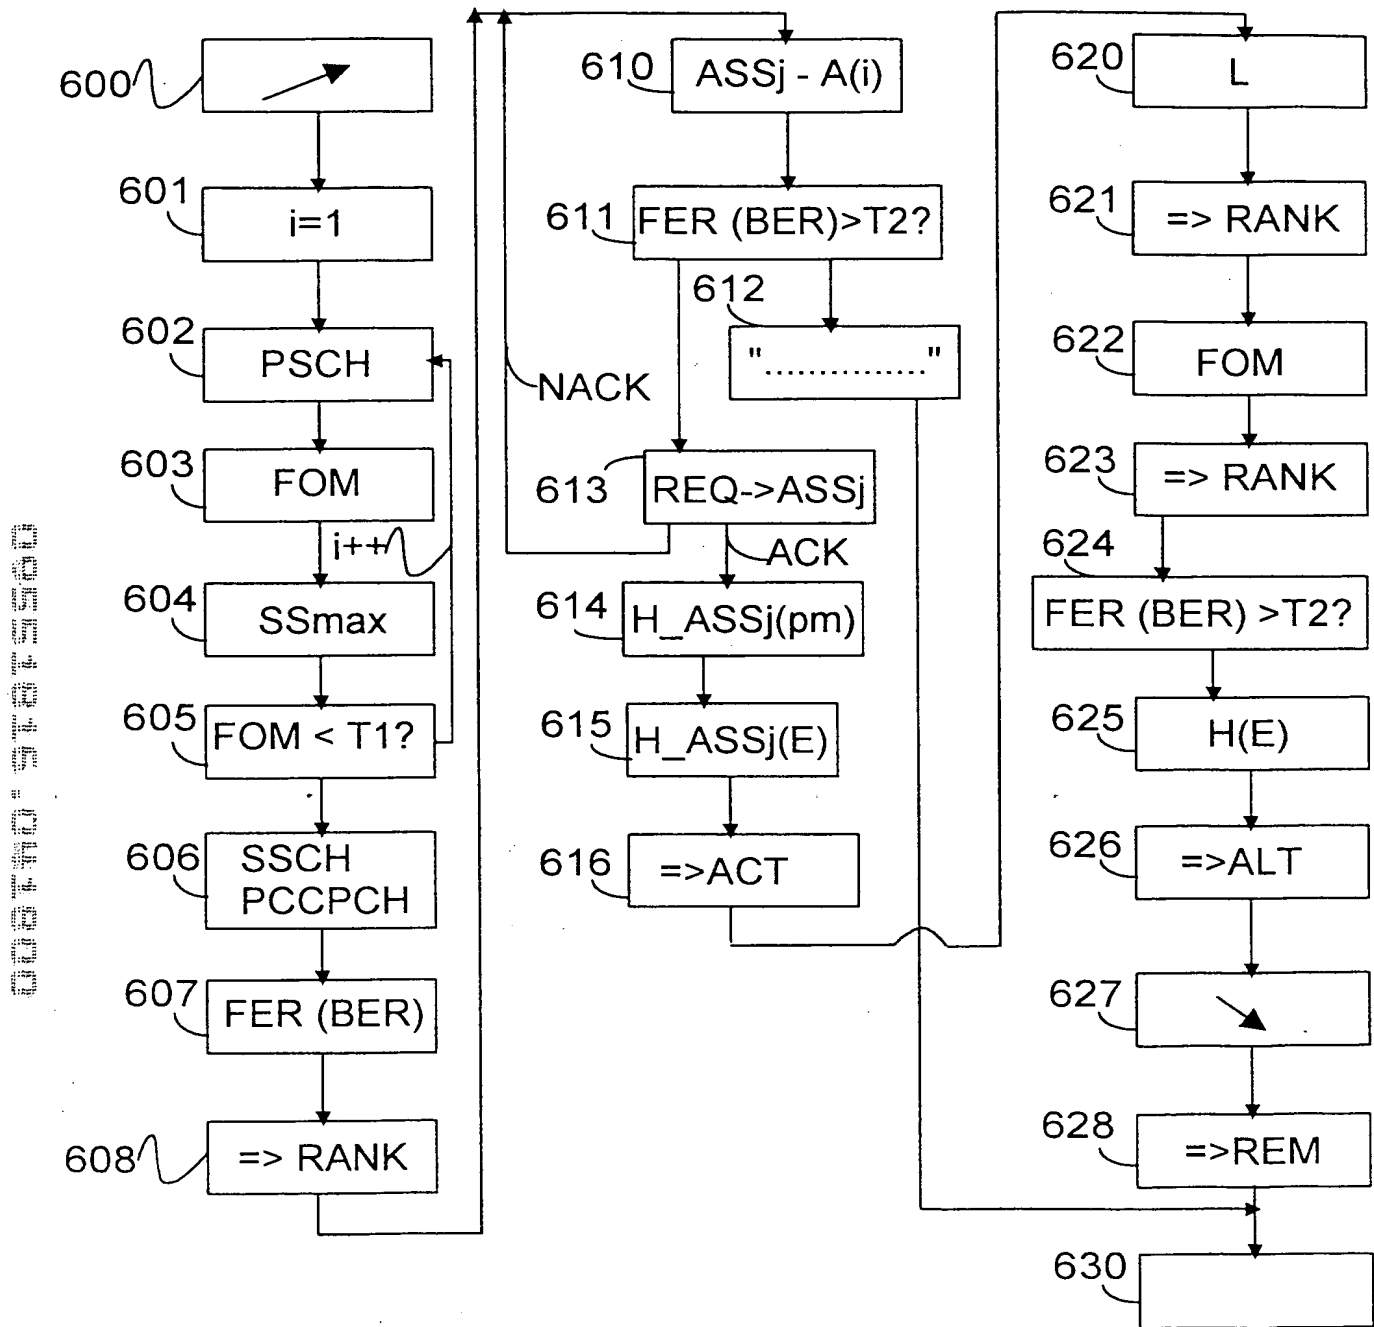 600
601
i=1
602
PSCH
603
FOM
i++
604
SSmax
605
FOM < T1?
606
SSCH
PCCPCH
607
FER (BER)
608
=> RANK
610
ASSj - A(i)
611
FER (BER)>T2?
612
"..............."
NACK
613
REQ->ASSj
ACK
614
H_ASSj(pm)
615
H_ASSj(E)
616
=>ACT
620
L
621
=> RANK
622
FOM
623
=> RANK
624
FER (BER) >T2?
625
H(E)
626
=>ALT
627
628
=>REM
630